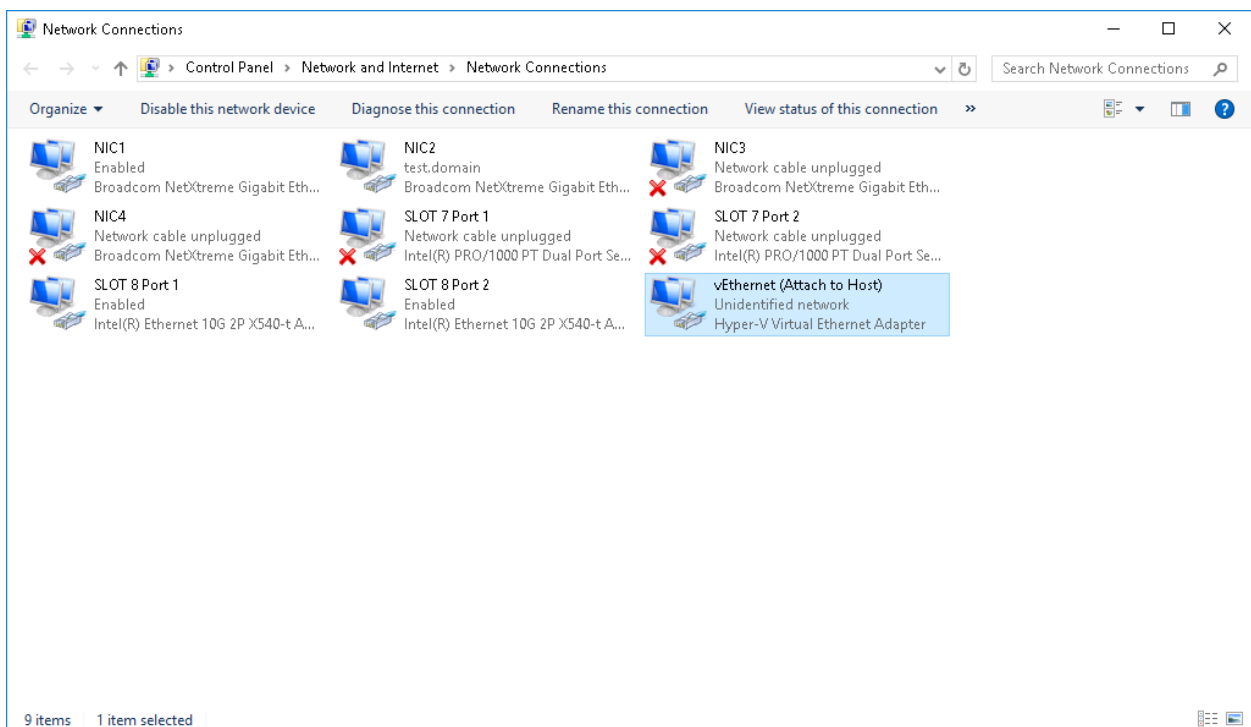 Network Connections
Control Panel > Network and Internet > Network Connections
Search Network Connections
Organize Disable this network device Diagnose this connection Rename this connection View status of this connection »
NIC1
Enabled
Broadcom NetXtreme Gigabit Eth...
NIC2
test.domain
Broadcom NetXtreme Gigabit Eth...
NIC3
Network cable unplugged
Broadcom NetXtreme Gigabit Eth...
NIC4
Network cable unplugged
Broadcom NetXtreme Gigabit Eth...
SLOT 7 Port 1
Network cable unplugged
Intel(R) PRO/1000 PT Dual Port Se...
SLOT 7 Port 2
Network cable unplugged
Intel(R) PRO/1000 PT Dual Port Se...
SLOT 8 Port 1
Enabled
Intel(R) Ethernet 10G 2P X540-t A...
SLOT 8 Port 2
Enabled
Intel(R) Ethernet 10G 2P X540-t A...
vEthernet (Attach to Host)
Unidentified network
Hyper-V Virtual Ethernet Adapter
9 items 1 item selected